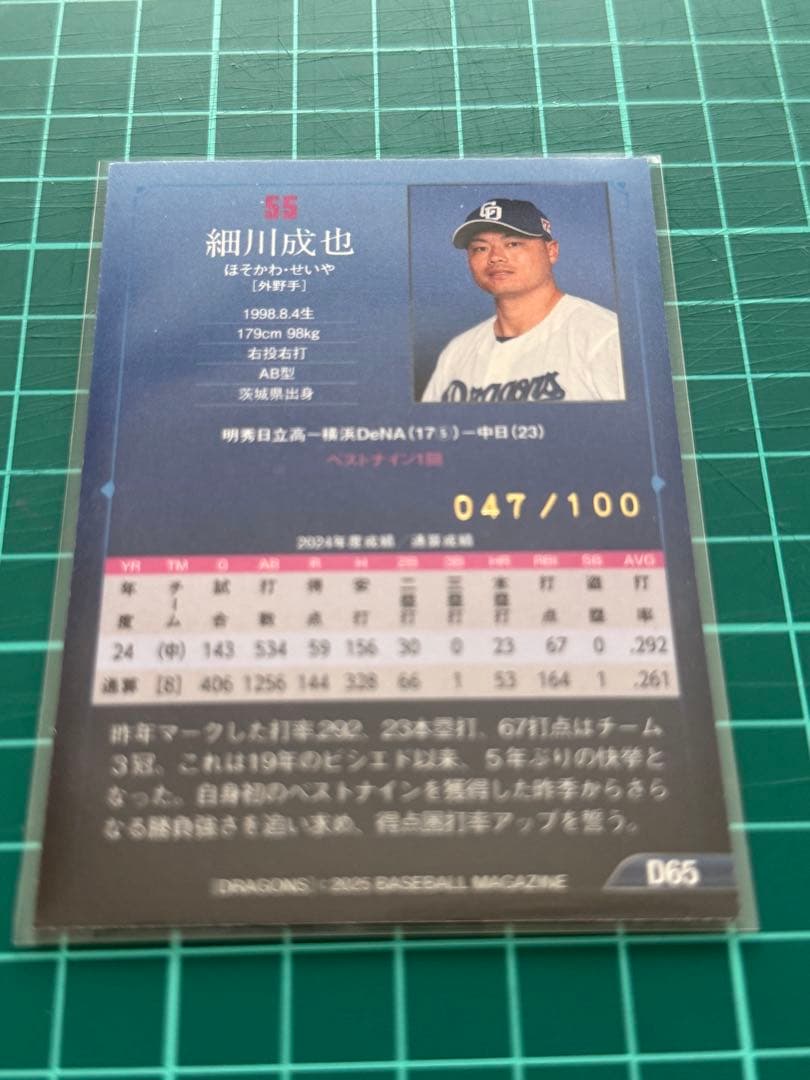 55
細川成也
ほそかわ・せいや
[外野手]
1998.8.4生
179cm 98kg
右投右打
AB型
茨城県出身
CD
Dragons
明秀日立高ー横浜DeNA(17⑤)ー中日(23)
ベストナイン1回
047/100
2024年度成績/通算成績
YR TM G AB R H 2B 3B HR RBI SB AVG
年度 チーム 試合 打数 得点 安打 二塁打 三塁打 本塁打 打点 盗塁 打率
24 (中) 143 534 59 156 30 0 23 67 0 .292
通算 [8] 406 1256 144 328 66 1 53 164 1 .261
昨年マークした打率.292、23本塁打、67打点はチーム
3冠。これは19年のビシエド以来、5年ぶりの快挙と
なった。自身初のベストナインを獲得した昨季からさら
なる勝負強さを追い求め、得点圏打率アップを誓う。
[DRAGONS] 2025 BASEBALL MAGAZINE
D65